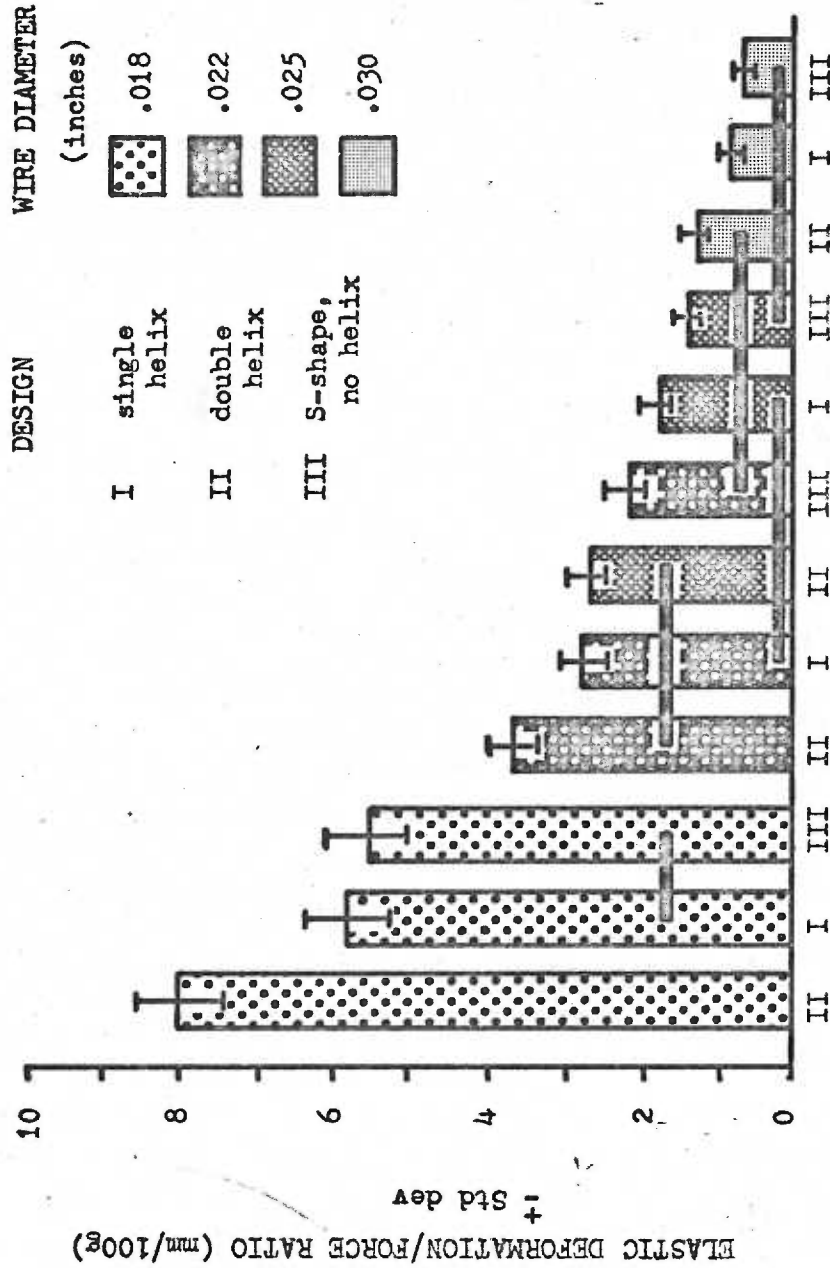 ELASTIC DEFORMATION/FORCE RATIO (mm/100g)
± Std dev
10
8
6
4
2
0
DESIGN
I single
helix
II double
helix
III S-shape,
no helix
WIRE DIAMETER
(inches)
.018
.022
.025
.030
II I III II I II III I III II I III